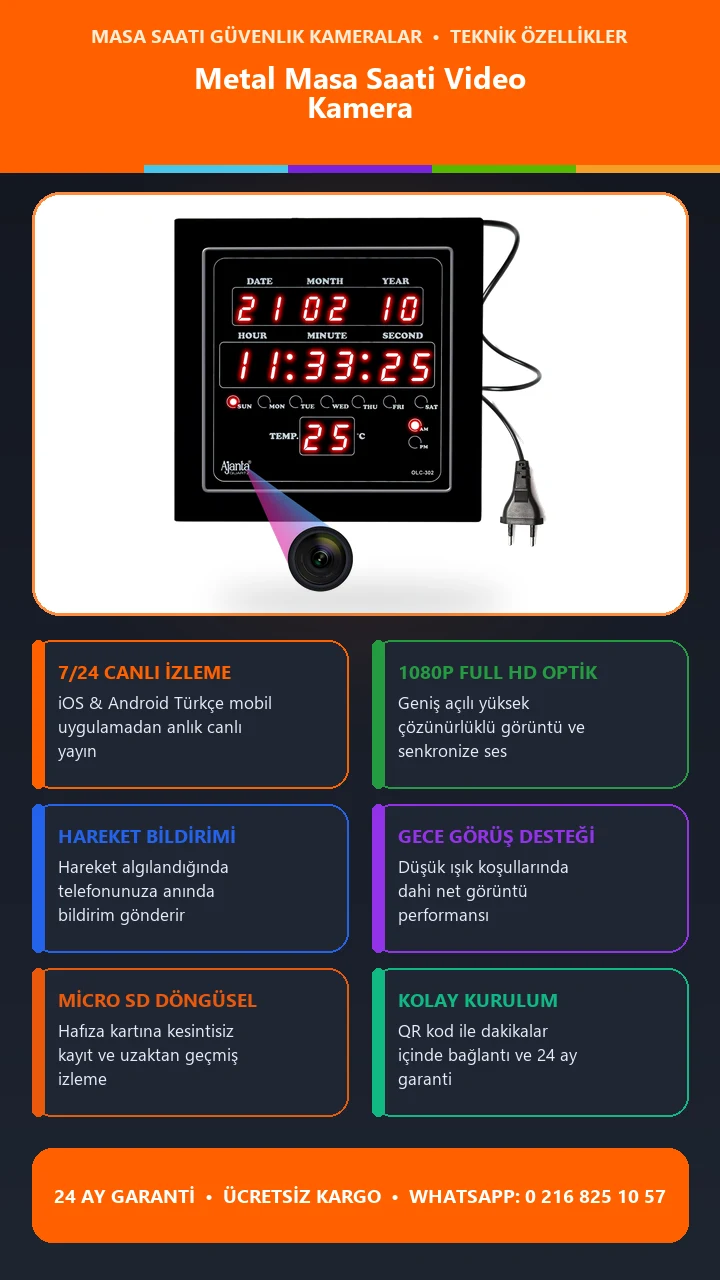 MASA SAATI GÜVENLIK KAMERALAR • TEKNİK ÖZELLİKLER
Metal Masa Saati Video
Kamera
DATE MONTH YEAR
21 02 10
HOUR MINUTE SECOND
11:33:25
SUN MON TUE WED THU FRI SAT
TEMP. 25 °C
AM
PM
Ajanta
QUARTZ
OLC-302
7/24 CANLI İZLEME
iOS & Android Türkçe mobil
uygulamadan anlık canlı
yayın
1080P FULL HD OPTİK
Geniş açılı yüksek
çözünürlüklü görüntü ve
senkronize ses
HAREKET BİLDİRİMİ
Hareket algılandığında
telefonunuza anında
bildirim gönderir
GECE GÖRÜŞ DESTEĞİ
Düşük ışık koşullarında
dahi net görüntü
performansı
MİCRO SD DÖNGÜSEL
Hafıza kartına kesintisiz
kayıt ve uzaktan geçmiş
izleme
KOLAY KURULUM
QR kod ile dakikalar
içinde bağlantı ve 24 ay
garanti
24 AY GARANTİ • ÜCRETSİZ KARGO • WHATSAPP: 0 216 825 10 57